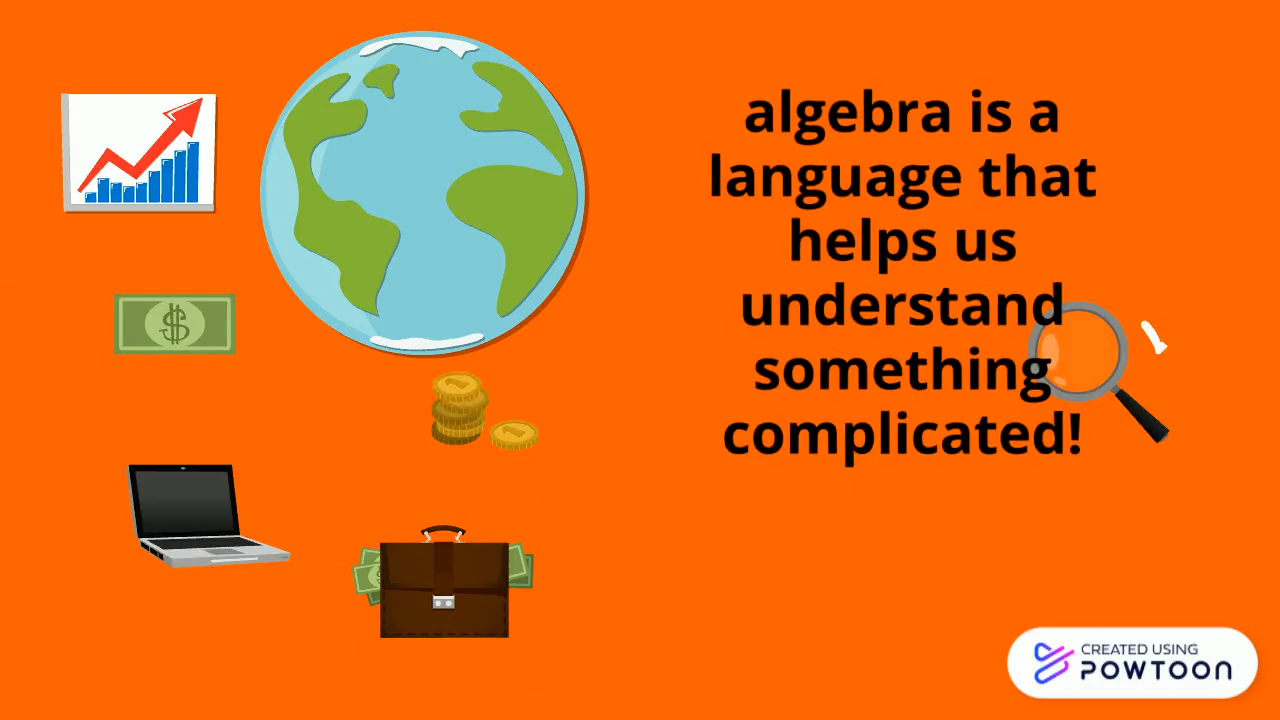 algebra is a
language that
helps us
understand
something
complicated!
CREATED USING
POWTOON